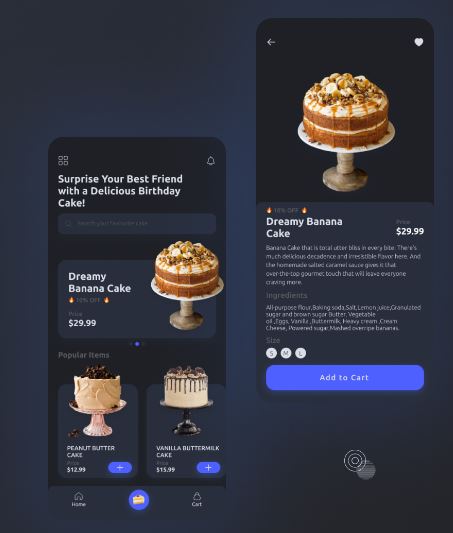 Surprise Your Best Friend
with a Delicious Birthday
Cake!
Search your favourite cake
Dreamy
Banana Cake
10% OFF
Price
$29.99
Popular Items
PEANUT BUTTER
CAKE
Price
$12.99
VANILLA BUTTERMILK
CAKE
Price
$15.99
Home
Cart
10% OFF
Dreamy Banana
Cake
Price
$29.99
Banana Cake that is total utter bliss in every bite. There's
much delicious decadence and irresistible flavor here. And
the homemade salted caramel sauce gives it that
over-the-top gourmet touch that will leave everyone
craving more.
Ingredients
All-purpose flour,Baking soda,Salt, Lemon juice,Granulated
sugar and brown sugar Butter, Vegetable
oil ,Eggs, Vanilla ,Buttermilk, Heavy cream ,Cream
Cheese, Powdered sugar,Mashed overripe bananas.
Size
S M L
Add to Cart